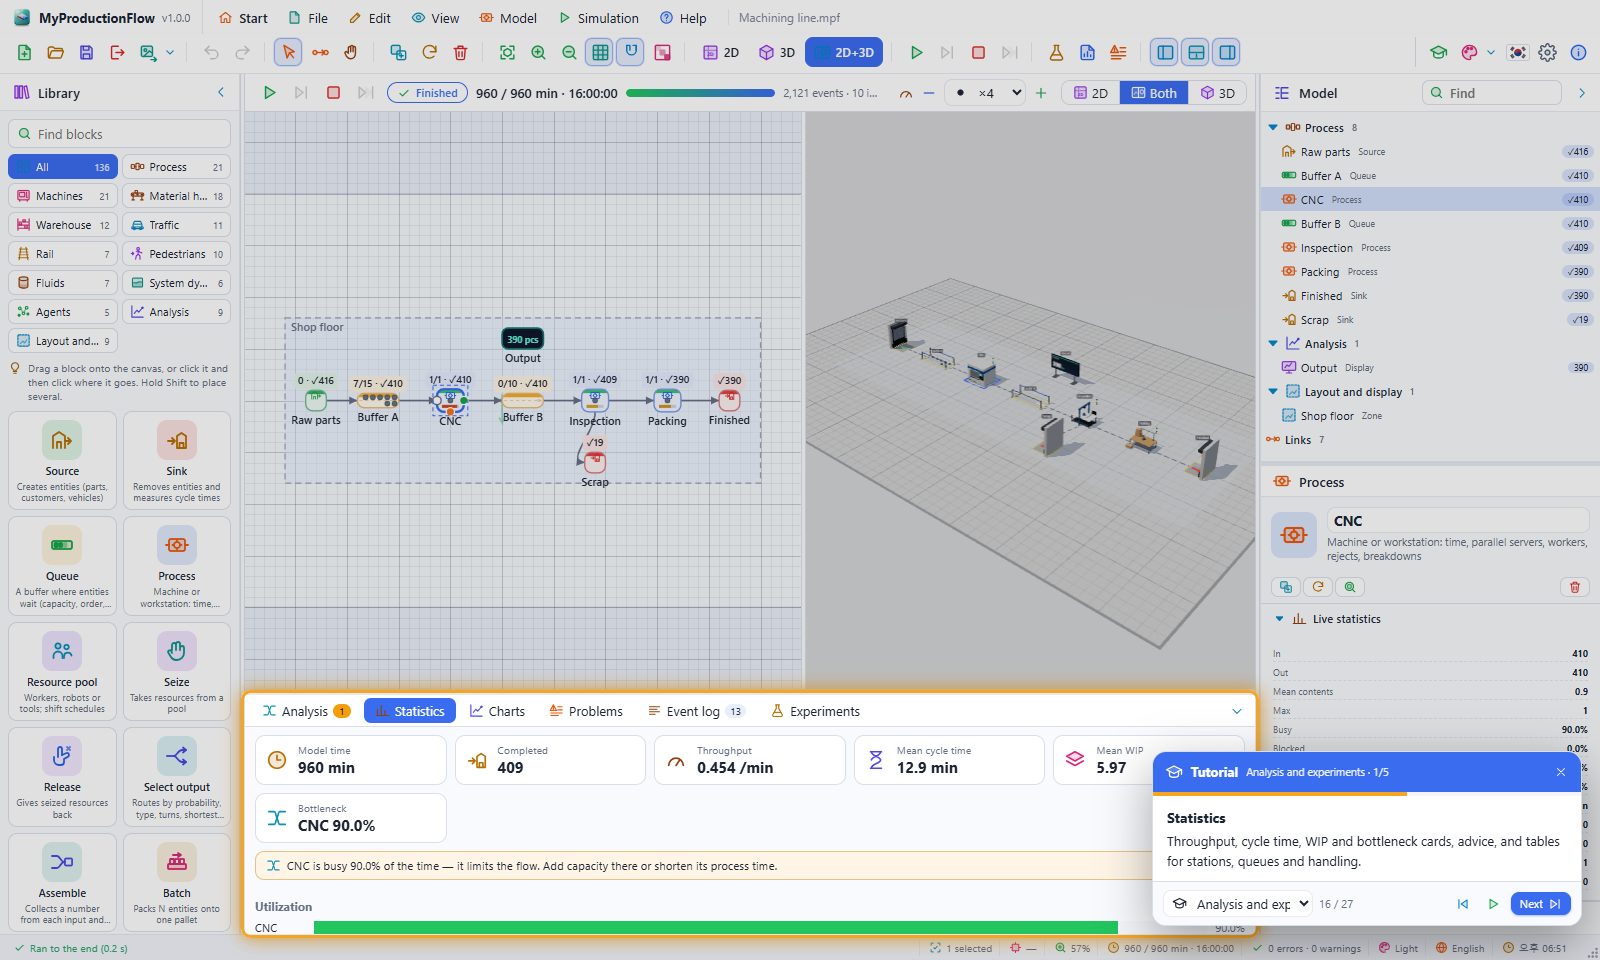 MyProductionFlow v1.0.0 Start File Edit View Model Simulation Help Machining line.mpf
2D 3D 2D+3D
Library
Find blocks
All 136 Process 21
Machines 21 Material h... 18
Warehouse 12 Traffic 11
Rail 7 Pedestrians 10
Fluids 7 System dy... 6
Agents 5 Analysis 9
Layout and... 9
Drag a block onto the canvas, or click it and
then click where it goes. Hold Shift to place
several.
Source Sink
Creates entities (parts, customers, vehicles) Removes entities and measures cycle times
Queue Process
A buffer where entities wait (capacity, order,... Machine or workstation: time,...
Resource pool Seize
Workers, robots or tools; shift schedules Takes resources from a pool
Release Select output
Gives seized resources back Routes by probability, type, turns, shortest...
Assemble Batch
Collects a number from each input and... Packs N entities onto one pallet
Finished 960 / 960 min · 16:00:00 2,121 events · 10 i... ×4 2D Both 3D
Shop floor
390 pcs
Output
0 · ✓416 7/15 · ✓410 1/1 · ✓410 0/10 · ✓410 1/1 · ✓409 1/1 · ✓390 ✓390
Raw parts Buffer A CNC Buffer B Inspection Packing Finished
✓19
Scrap
Analysis 1 Statistics Charts Problems Event log 13 Experiments
Model time
960 min
Completed
409
Throughput
0.454 /min
Mean cycle time
12.9 min
Mean WIP
5.97
Bottleneck
CNC 90.0%
CNC is busy 90.0% of the time — it limits the flow. Add capacity there or shorten its process time.
Utilization
CNC 90.0%
Model Find
Process 8
Raw parts Source ✓416
Buffer A Queue ✓410
CNC Process ✓410
Buffer B Queue ✓410
Inspection Process ✓409
Packing Process ✓390
Finished Sink ✓390
Scrap Sink ✓19
Analysis 1
Output Display 390
Layout and display 1
Shop floor Zone
Links 7
Process
CNC
Machine or workstation: time, parallel servers, workers,
rejects, breakdowns
Live statistics
In 410
Out 410
Mean contents 0.9
Max 1
Busy 90.0%
Blocked 0.0%
Tutorial Analysis and experiments · 1/5
Statistics
Throughput, cycle time, WIP and bottleneck cards, advice, and tables
for stations, queues and handling.
Analysis and exp 16 / 27 Next
Ran to the end (0.2 s) 1 selected — 57% 960 / 960 min · 16:00:00 0 errors · 0 warnings Light English 오후 06:51